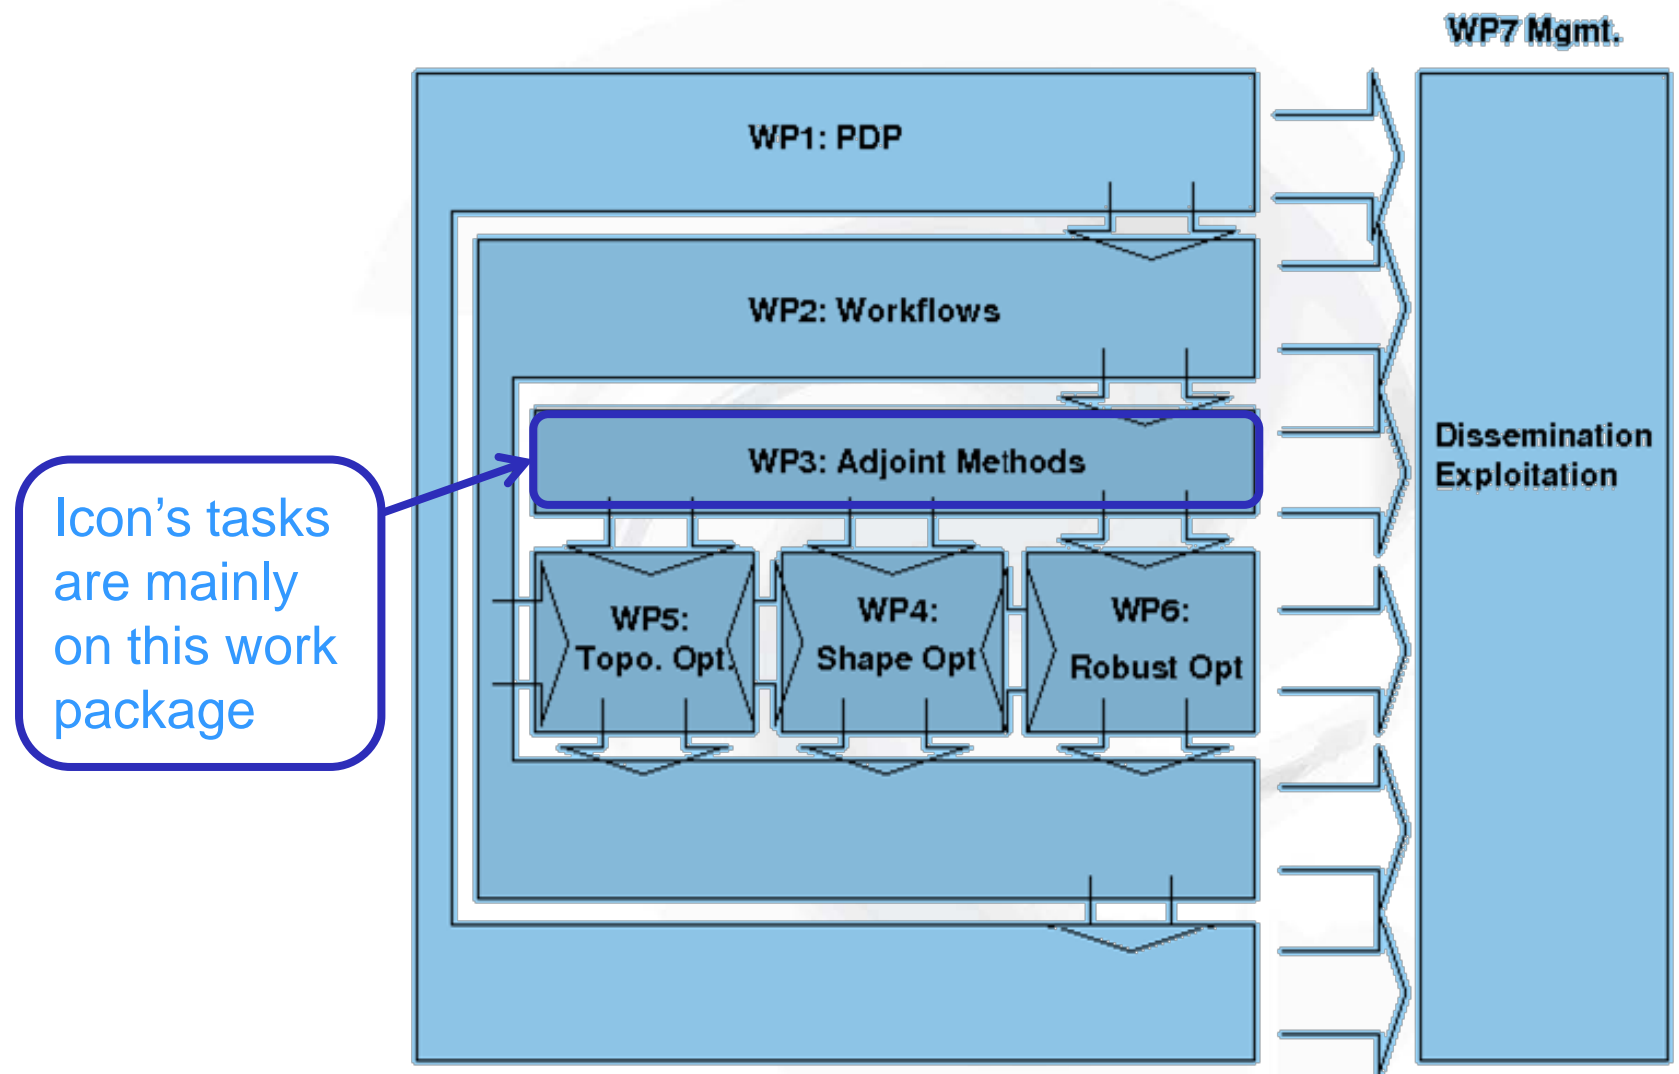 WP7 Mgmt.
WP1: PDP
WP2: Workflows
WP3: Adjoint Methods
Dissemination
Exploitation
Icon’s tasks
are mainly
on this work
package
WP5:
Topo. Opt.
WP4:
Shape Opt
WP6:
Robust Opt